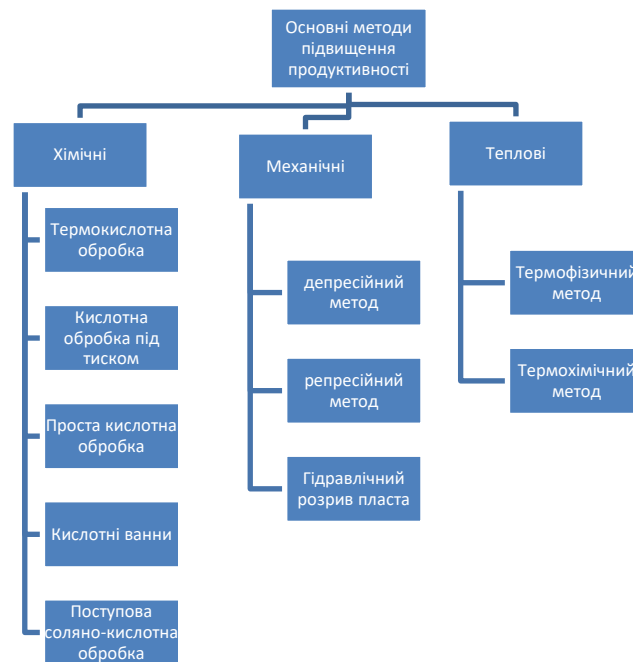 Основні методи
підвищення
продуктивності
Хімічні
Термокислотна
обробка
Кислотна
обробка під
тиском
Проста кислотна
обробка
Кислотні ванни
Поступова
соляно-кислотна
обробка
Механічні
депресійний
метод
репресійний
метод
Гідравлічний
розрив пласта
Теплові
Термофізичний
метод
Термохімічний
метод